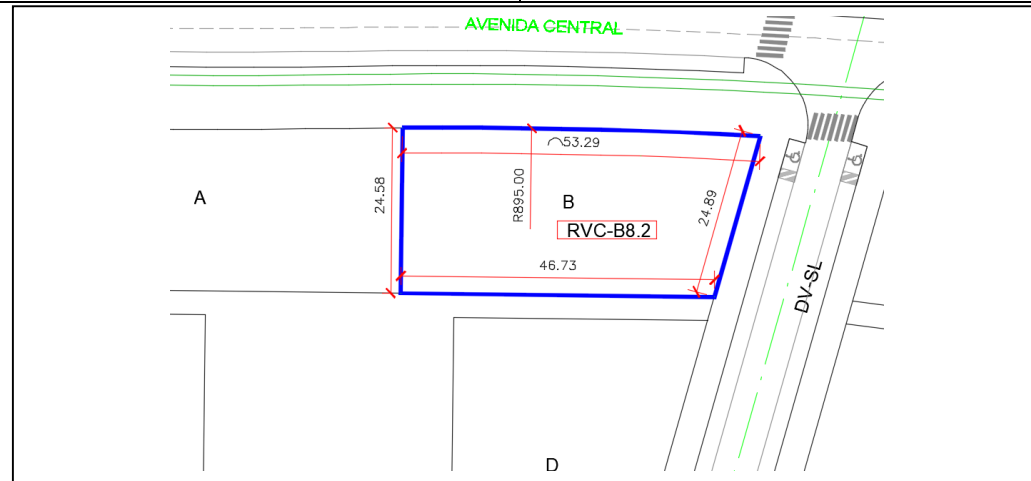 AVENIDA CENTRAL
53.29
24.58
R895.00
24.89
A
B
RVC-B8.2
46.73
DV-SL
D